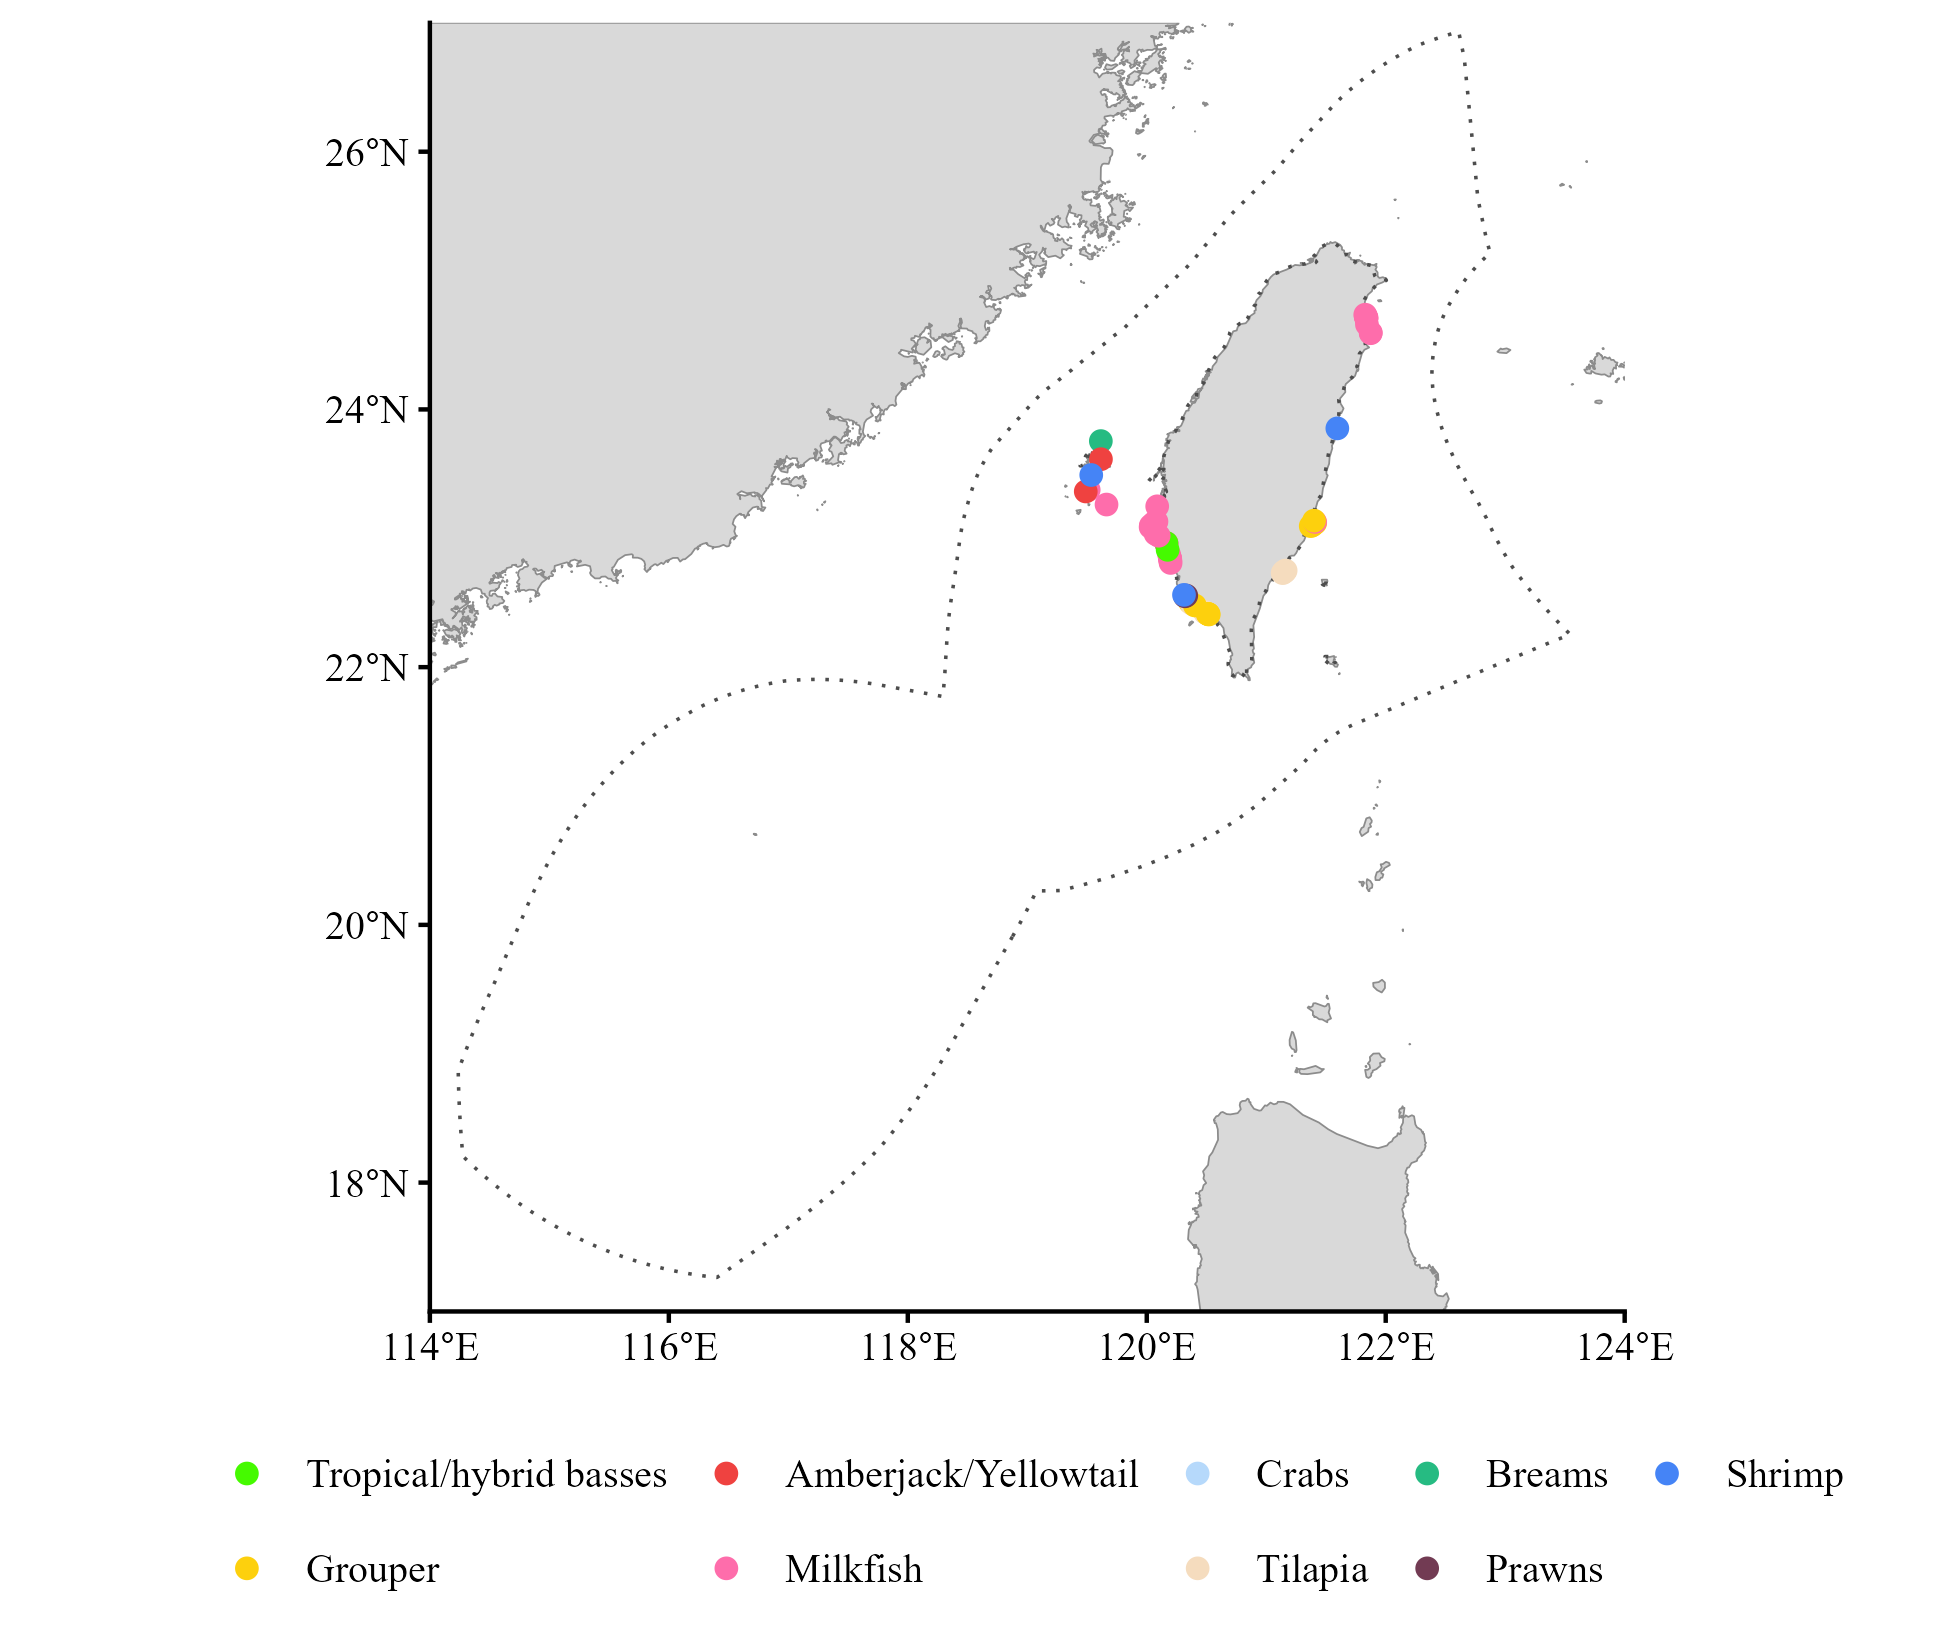 26°N
24°N
22°N
20°N
18°N
114°E 116°E 118°E 120°E 122°E 124°E
Tropical/hybrid basses Amberjack/Yellowtail Crabs Breams Shrimp
Grouper Milkfish Tilapia Prawns